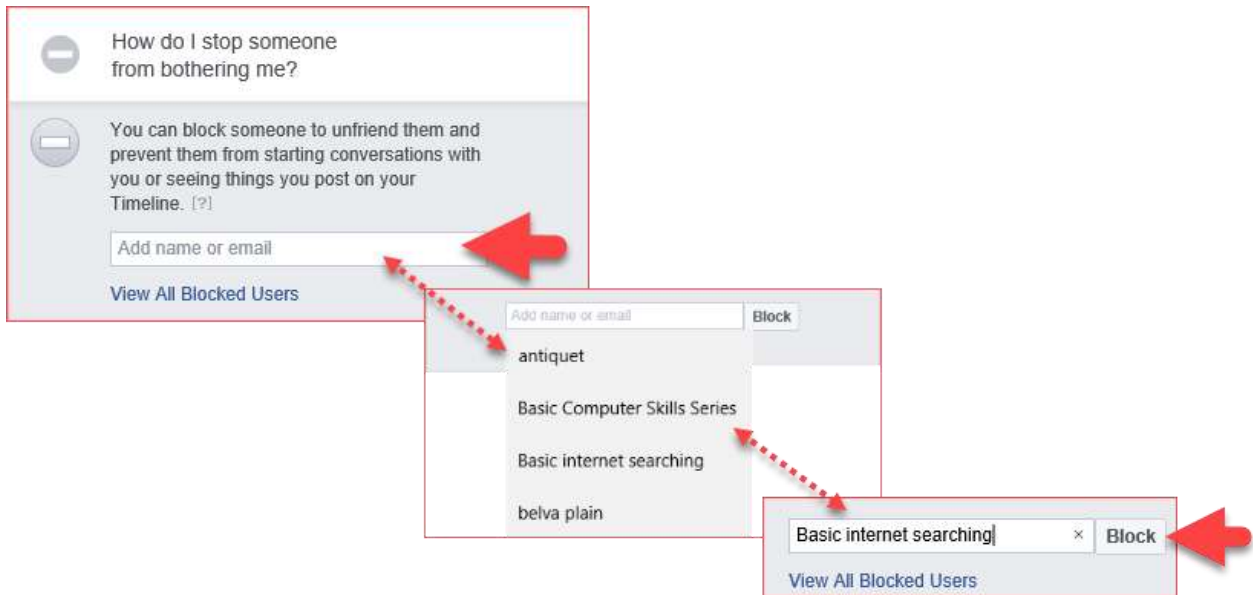 How do I stop someone
from bothering me?
You can block someone to unfriend them and
prevent them from starting conversations with
you or seeing things you post on your
Timeline. [?]
Add name or email
View All Blocked Users
Add name or email Block
antiquet
Basic Computer Skills Series
Basic internet searching
belva plain
Basic internet searching × Block
View All Blocked Users